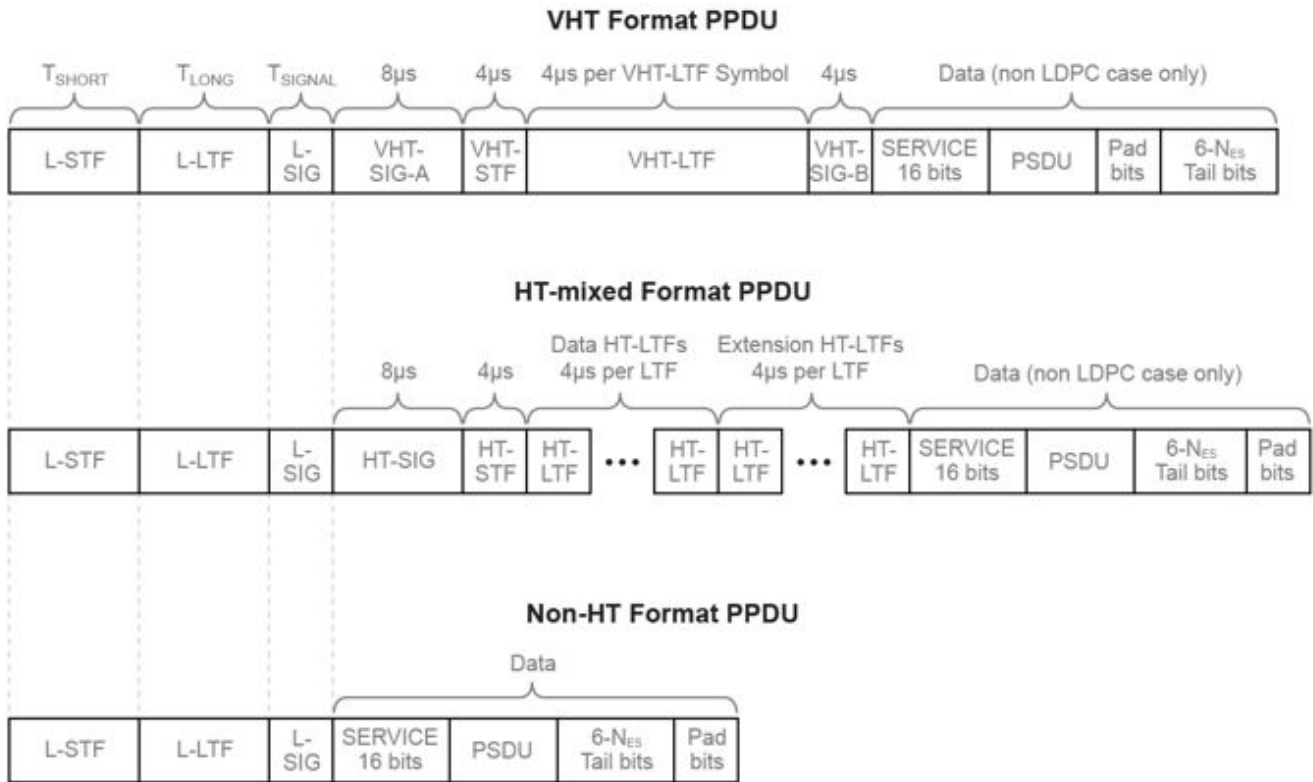 VHT Format PPDU
TSHORT TLONG TSIGNAL 8µs 4µs 4µs per VHT-LTF Symbol 4µs Data (non LDPC case only)
L-STF L-LTF L-SIG VHT-SIG-A VHT-STF VHT-LTF VHT-SIG-B SERVICE 16 bits PSDU Pad bits 6-NES Tail bits
HT-mixed Format PPDU
8µs 4µs Data HT-LTFs 4µs per LTF Extension HT-LTFs 4µs per LTF Data (non LDPC case only)
L-STF L-LTF L-SIG HT-SIG HT-STF HT-LTF ••• HT-LTF HT-LTF ••• HT-LTF SERVICE 16 bits PSDU 6-NES Tail bits Pad bits
Non-HT Format PPDU
Data
L-STF L-LTF L-SIG SERVICE 16 bits PSDU 6-NES Tail bits Pad bits